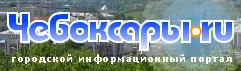 Чебоксары.ru
городской информационный портал